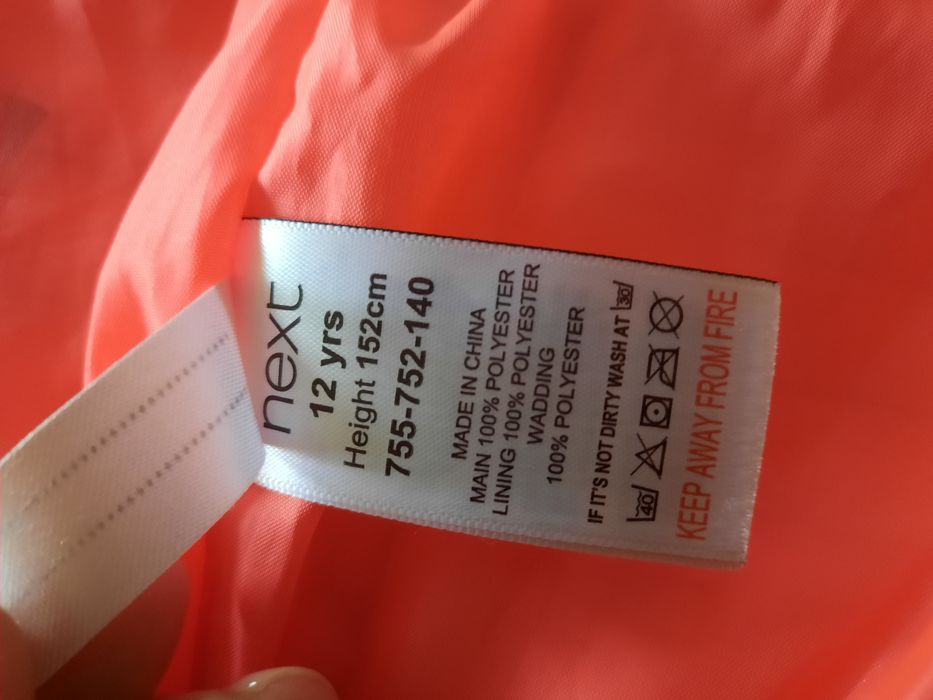 next
12 yrs
Height 152cm
755-752-140
MADE IN CHINA
MAIN 100% POLYESTER
LINING 100% POLYESTER
WADDING
100% POLYESTER
IF IT'S NOT DIRTY WASH AT 30
40
KEEP AWAY FROM FIRE